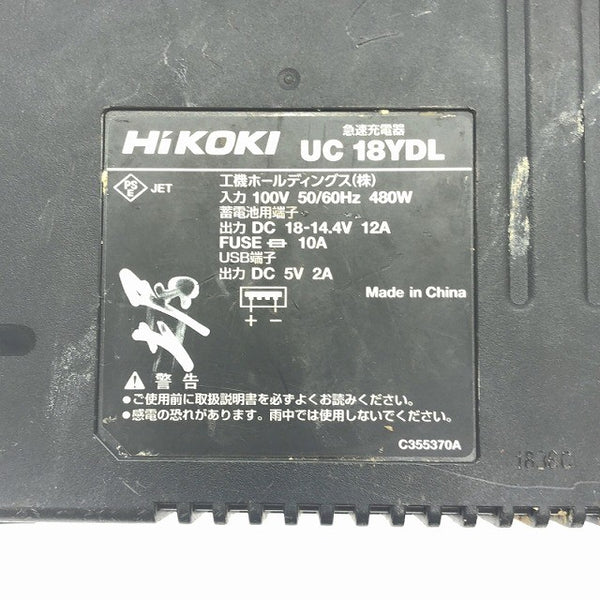 HiKOKI 急速充電器
UC 18YDL
PSE JET
工機ホールディングス(株)
入力 100V 50/60Hz 480W
蓄電池用端子
出力 DC 18-14.4V 12A
FUSE 10A
USB端子
出力 DC 5V 2A
+ -
Made in China
警告
●ご使用前に取扱説明書を必ずよくお読みください。
●感電の恐れがあります。雨中では使用しないでください。
C355370A